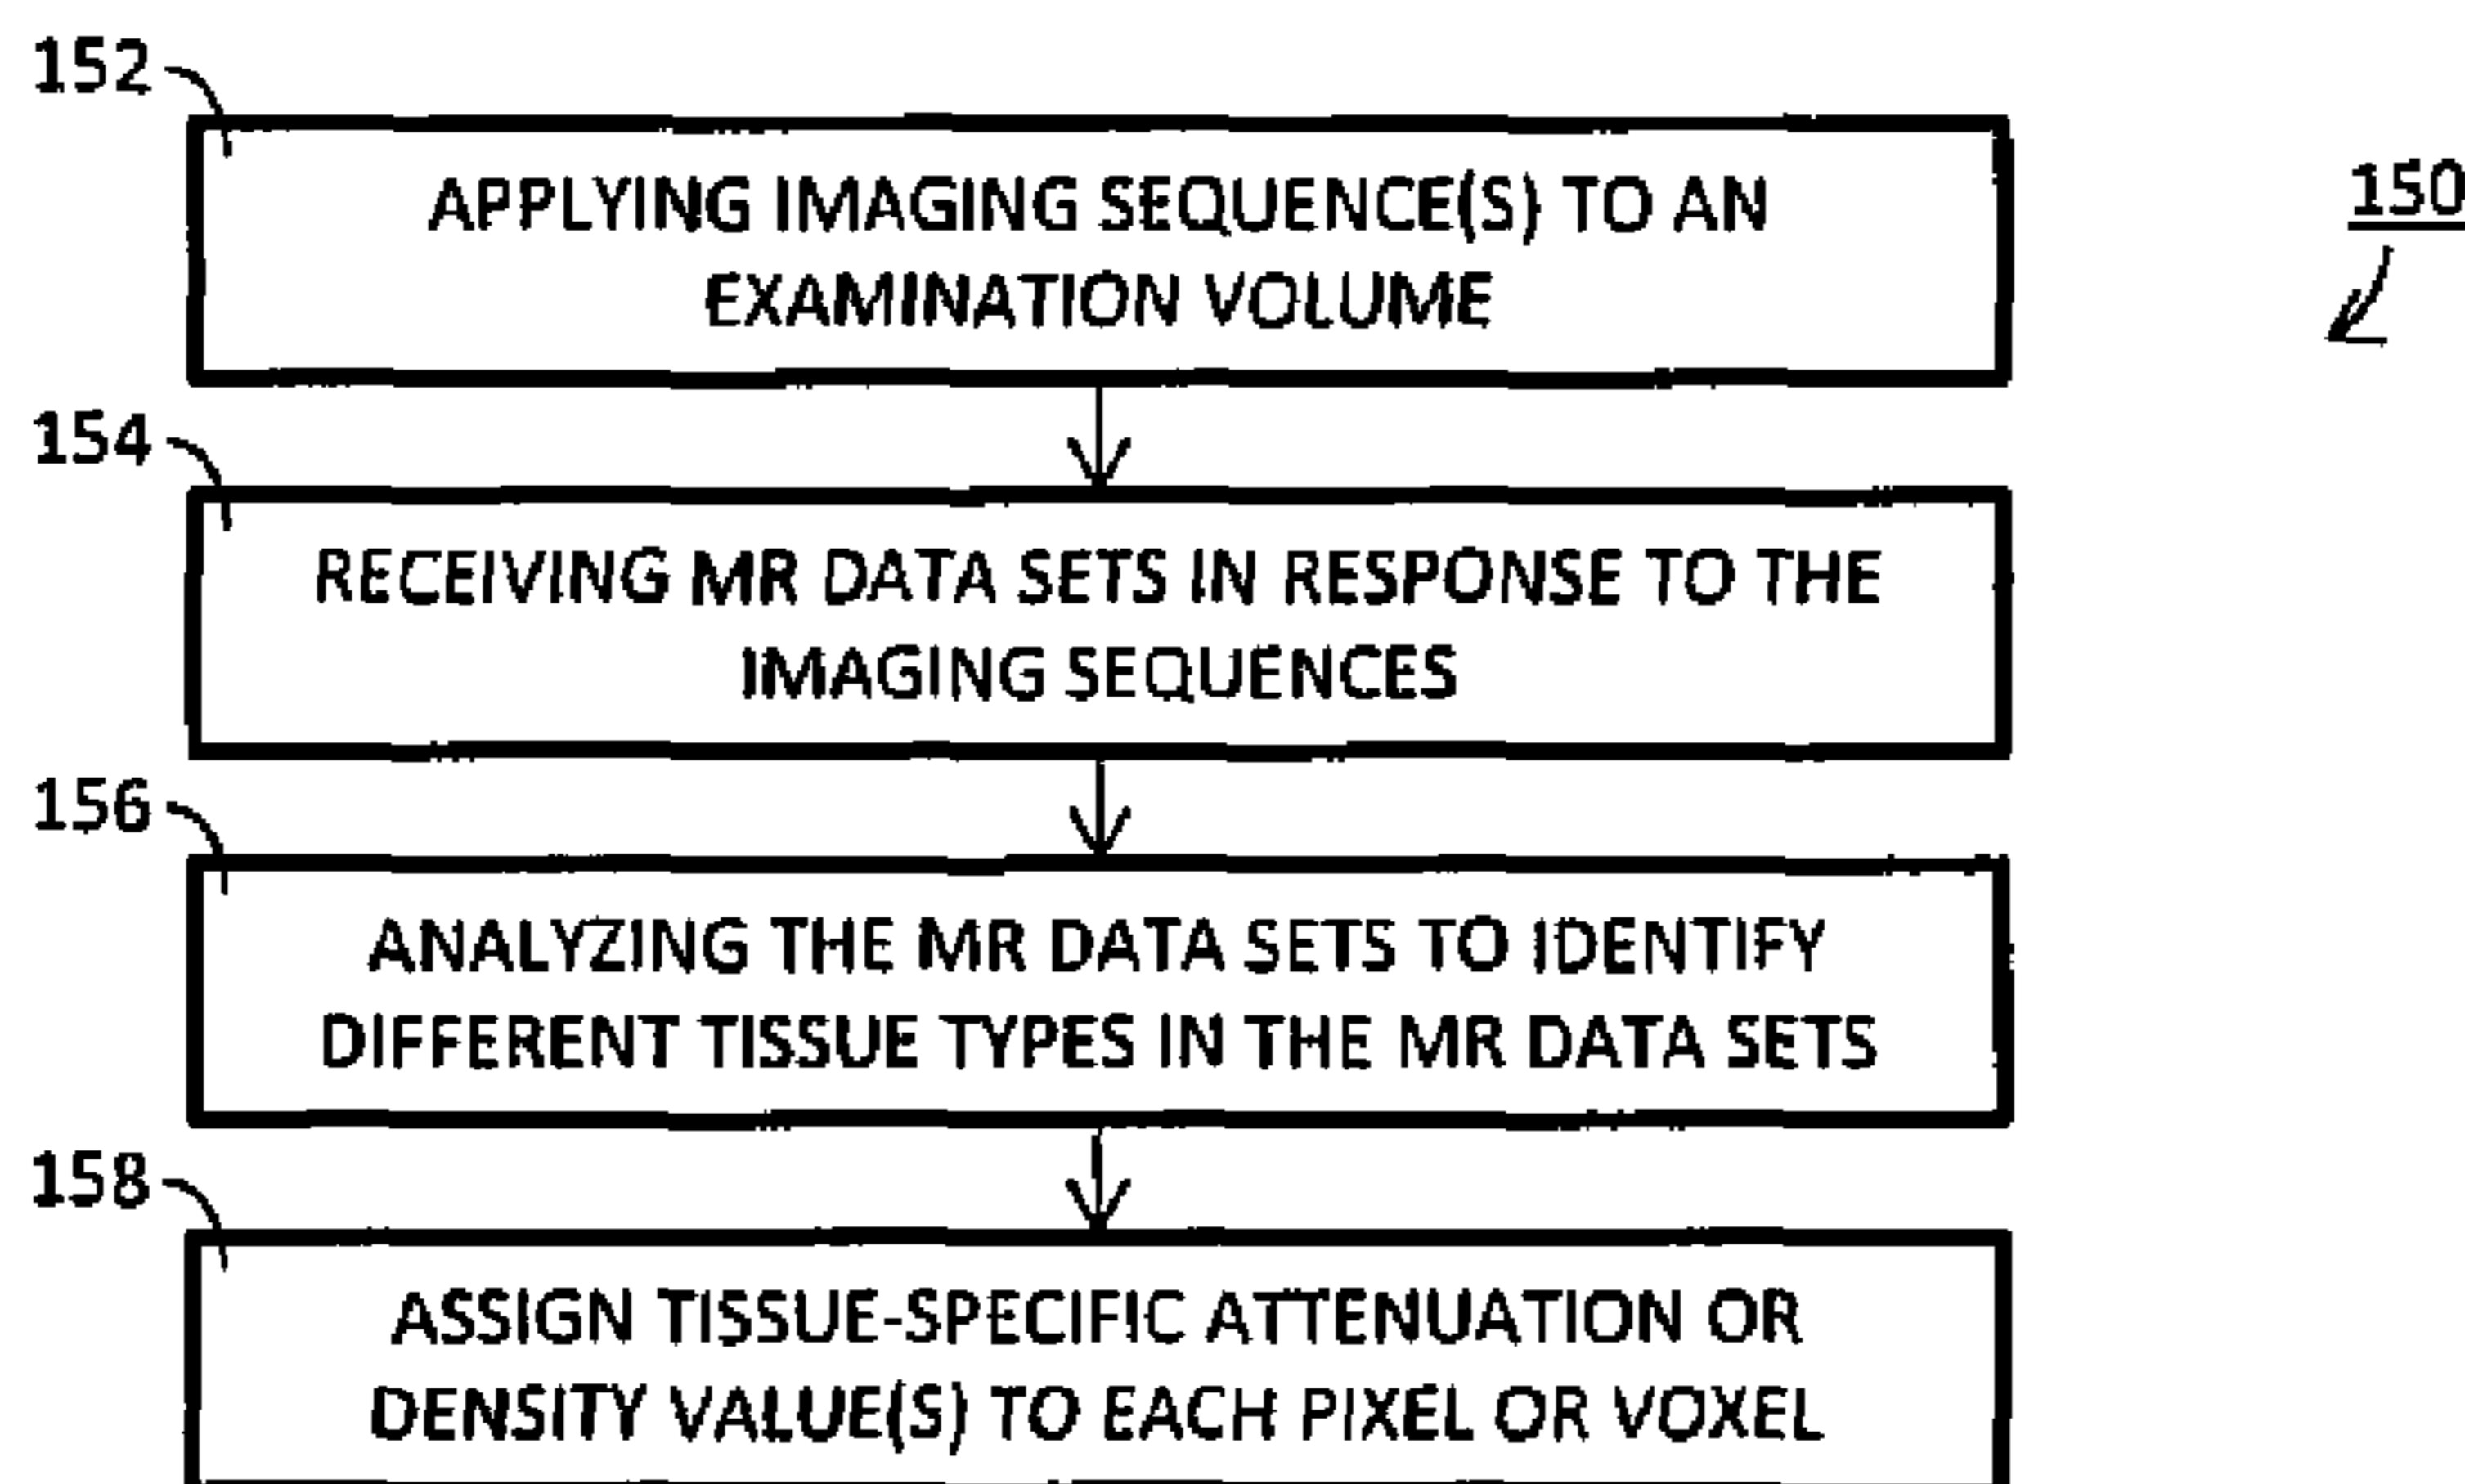 152
APPLYING IMAGING SEQUENCE(S) TO AN
EXAMINATION VOLUME
150
154
RECEIVING MR DATA SETS IN RESPONSE TO THE
IMAGING SEQUENCES
156
ANALYZING THE MR DATA SETS TO IDENTIFY
DIFFERENT TISSUE TYPES IN THE MR DATA SETS
158
ASSIGN TISSUE-SPECIFIC ATTENUATION OR
DENSITY VALUE(S) TO EACH PIXEL OR VOXEL